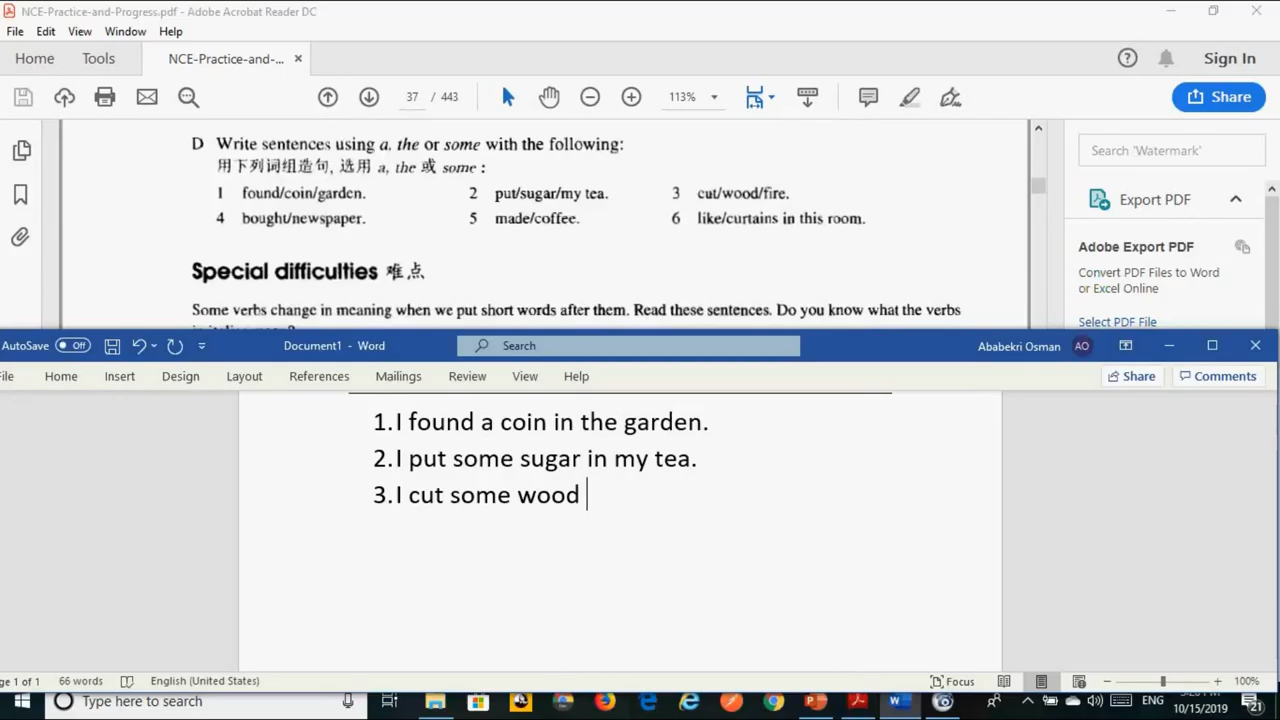 NCE-Practice-and-Progress.pdf - Adobe Acrobat Reader DC
File Edit View Window Help
Home Tools NCE-Practice-and-... × Sign In
37 / 443 113% Share
D Write sentences using a, the or some with the following:
用下列词组造句, 选用 a, the 或 some :
1 found/coin/garden. 2 put/sugar/my tea. 3 cut/wood/fire.
4 bought/newspaper. 5 made/coffee. 6 like/curtains in this room.
Special difficulties 难点
Some verbs change in meaning when we put short words after them. Read these sentences. Do you know what the verbs
Search 'Watermark'
Export PDF
Adobe Export PDF
Convert PDF Files to Word
or Excel Online
Select PDF File
AutoSave Off Document1 - Word Search Ababekri Osman AO
File Home Insert Design Layout References Mailings Review View Help Share Comments
1. I found a coin in the garden.
2. I put some sugar in my tea.
3. I cut some wood
Page 1 of 1 66 words English (United States) Focus 100%
Type here to search ENG
10/15/2019 21